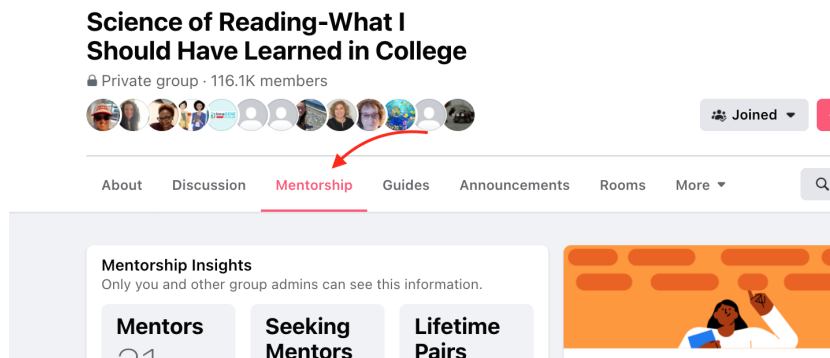 Science of Reading-What I
Should Have Learned in College
Private group · 116.1K members
Joined
About Discussion Mentorship Guides Announcements Rooms More
Mentorship Insights
Only you and other group admins can see this information.
Mentors Seeking Lifetime
Mentors Pairs